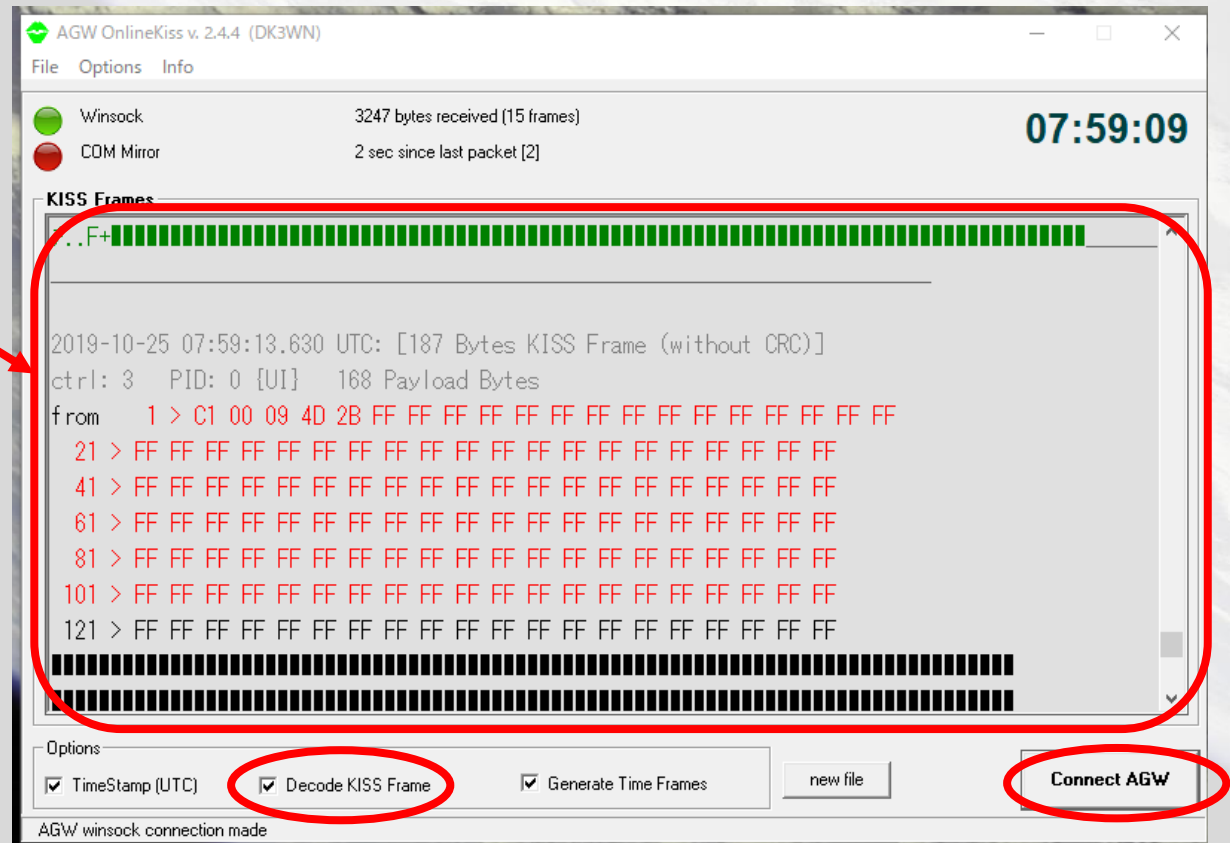 AGW OnlineKiss v. 2.4.4 (DK3WN)
File Options Info
Winsock 3247 bytes received (15 frames)
07:59:09
COM Mirror 2 sec since last packet [2]
KISS Frames
..F+
2019-10-25 07:59:13.630 UTC: [187 Bytes KISS Frame (without CRC)]
ctrl: 3 PID: 0 {UI} 168 Payload Bytes
from 1 > C1 00 09 4D 2B FF FF FF FF FF FF FF FF FF FF FF FF FF FF FF
21 > FF FF FF FF FF FF FF FF FF FF FF FF FF FF FF FF FF FF FF FF
41 > FF FF FF FF FF FF FF FF FF FF FF FF FF FF FF FF FF FF FF FF
61 > FF FF FF FF FF FF FF FF FF FF FF FF FF FF FF FF FF FF FF FF
81 > FF FF FF FF FF FF FF FF FF FF FF FF FF FF FF FF FF FF FF FF
101 > FF FF FF FF FF FF FF FF FF FF FF FF FF FF FF FF FF FF FF FF
121 > FF FF FF FF FF FF FF FF FF FF FF FF FF FF FF FF FF FF FF FF
Options
TimeStamp (UTC) Decode KISS Frame Generate Time Frames new file Connect AGW
AGW winsock connection made